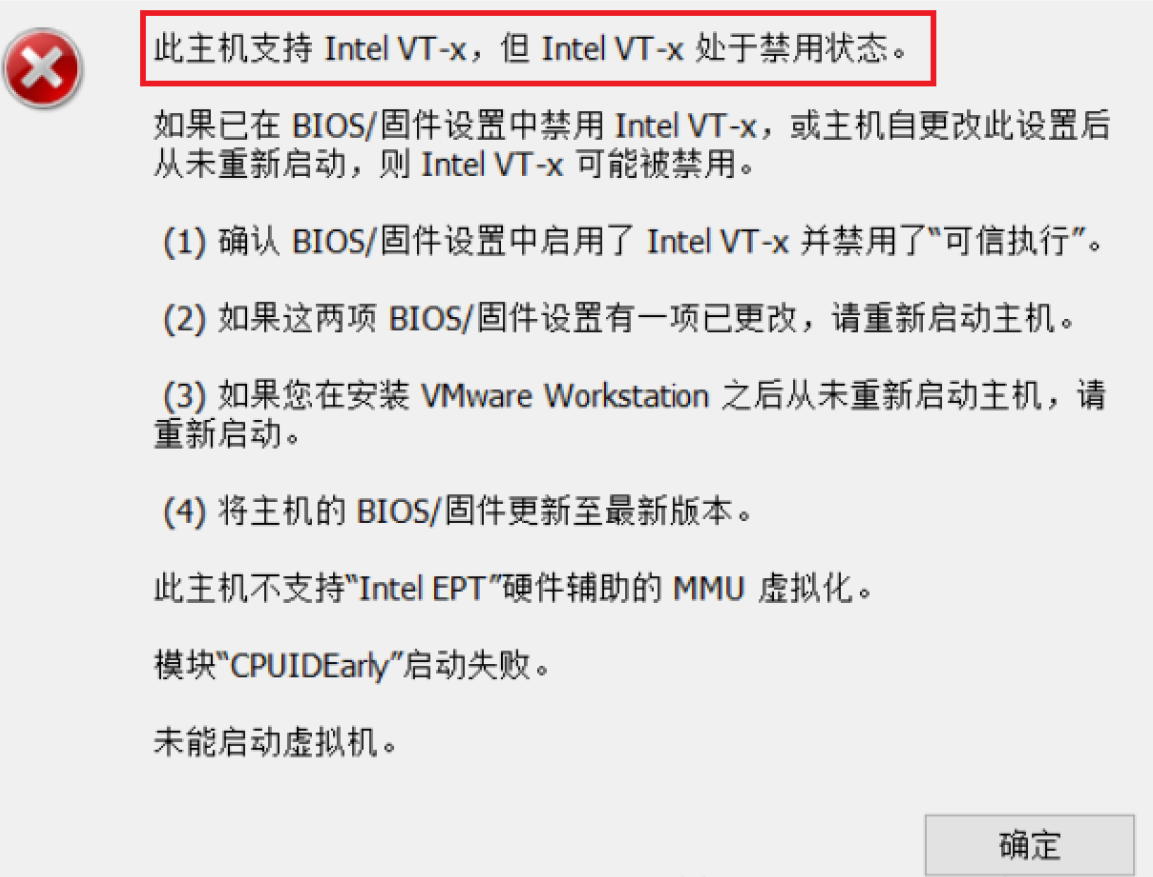 此主机支持 Intel VT-x，但 Intel VT-x 处于禁用状态。
如果已在 BIOS/固件设置中禁用 Intel VT-x，或主机自更改此设置后
从未重新启动，则 Intel VT-x 可能被禁用。
(1) 确认 BIOS/固件设置中启用了 Intel VT-x 并禁用了“可信执行”。
(2) 如果这两项 BIOS/固件设置有一项已更改，请重新启动主机。
(3) 如果您在安装 VMware Workstation 之后从未重新启动主机，请
重新启动。
(4) 将主机的 BIOS/固件更新至最新版本。
此主机不支持“Intel EPT”硬件辅助的 MMU 虚拟化。
模块“CPUIDEarly”启动失败。
未能启动虚拟机。
确定